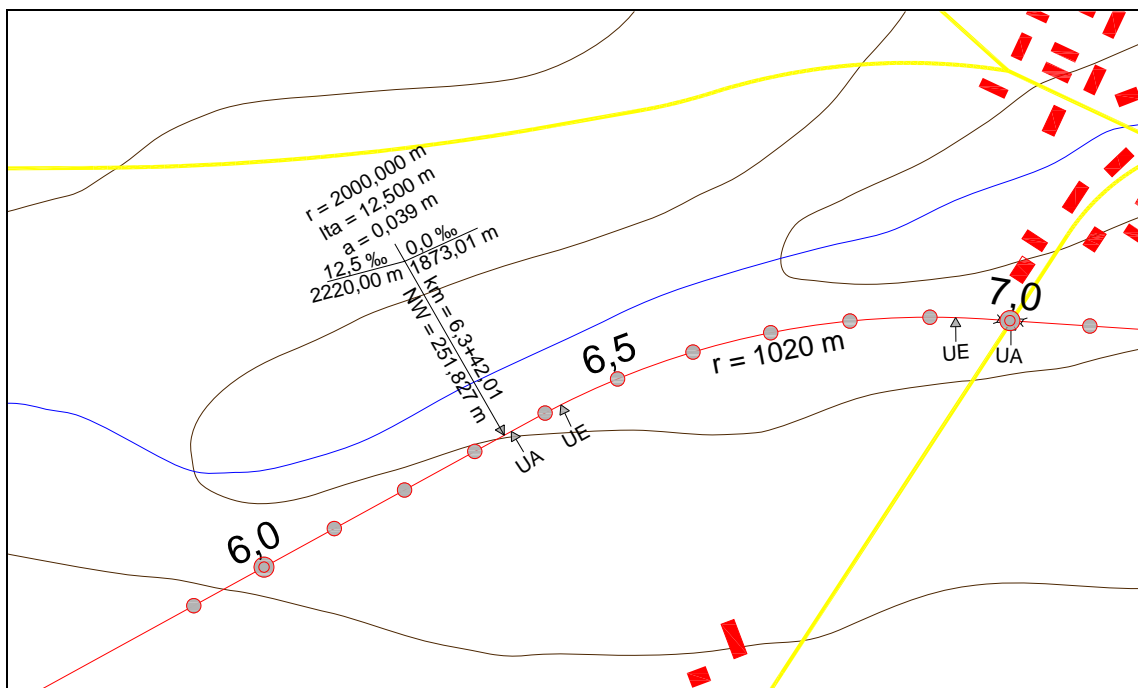 r = 2000,000 m
lta = 12,500 m
a = 0,039 m
12,5 ‰ 0,0 ‰
2220,00 m 1873,01 m
km = 6,3+42,01
NW = 251,827 m
7,0
6,5
r = 1020 m
UE
UA
UE
UA
6,0